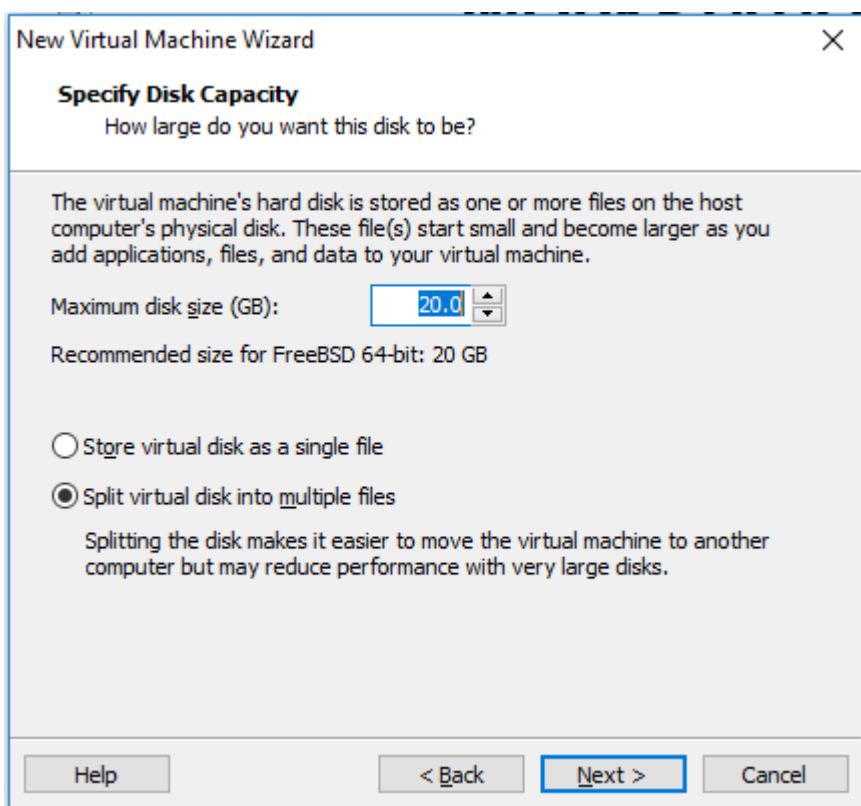 New Virtual Machine Wizard
Specify Disk Capacity
How large do you want this disk to be?
The virtual machine's hard disk is stored as one or more files on the host
computer's physical disk. These file(s) start small and become larger as you
add applications, files, and data to your virtual machine.
Maximum disk size (GB): 20.0
Recommended size for FreeBSD 64-bit: 20 GB
Store virtual disk as a single file
Split virtual disk into multiple files
Splitting the disk makes it easier to move the virtual machine to another
computer but may reduce performance with very large disks.
Help < Back Next > Cancel